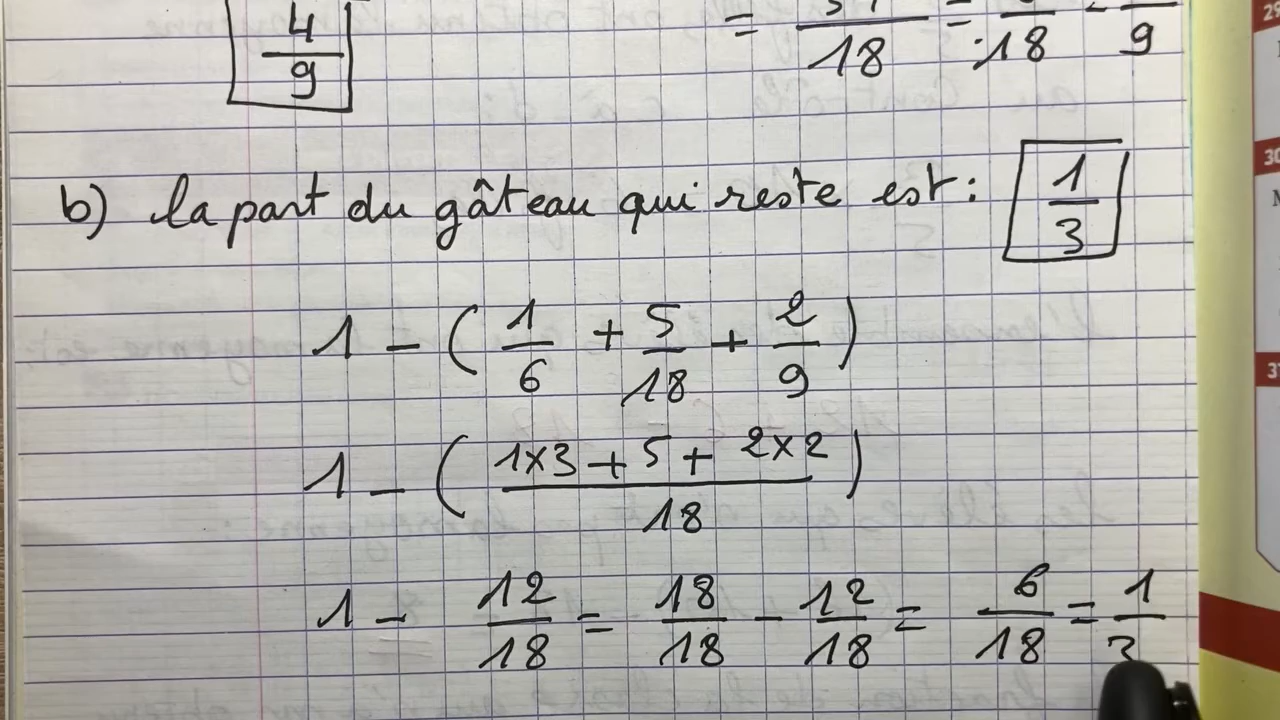 4/9
= /18 = /18 - /9
b) la part du gâteau qui reste est : 1/3
1 - ( 1/6 + 5/18 + 2/9 )
1 - ( 1×3 + 5 + 2×2 / 18 )
1 - 12/18 = 18/18 - 12/18 = 6/18 = 1/3
29
30